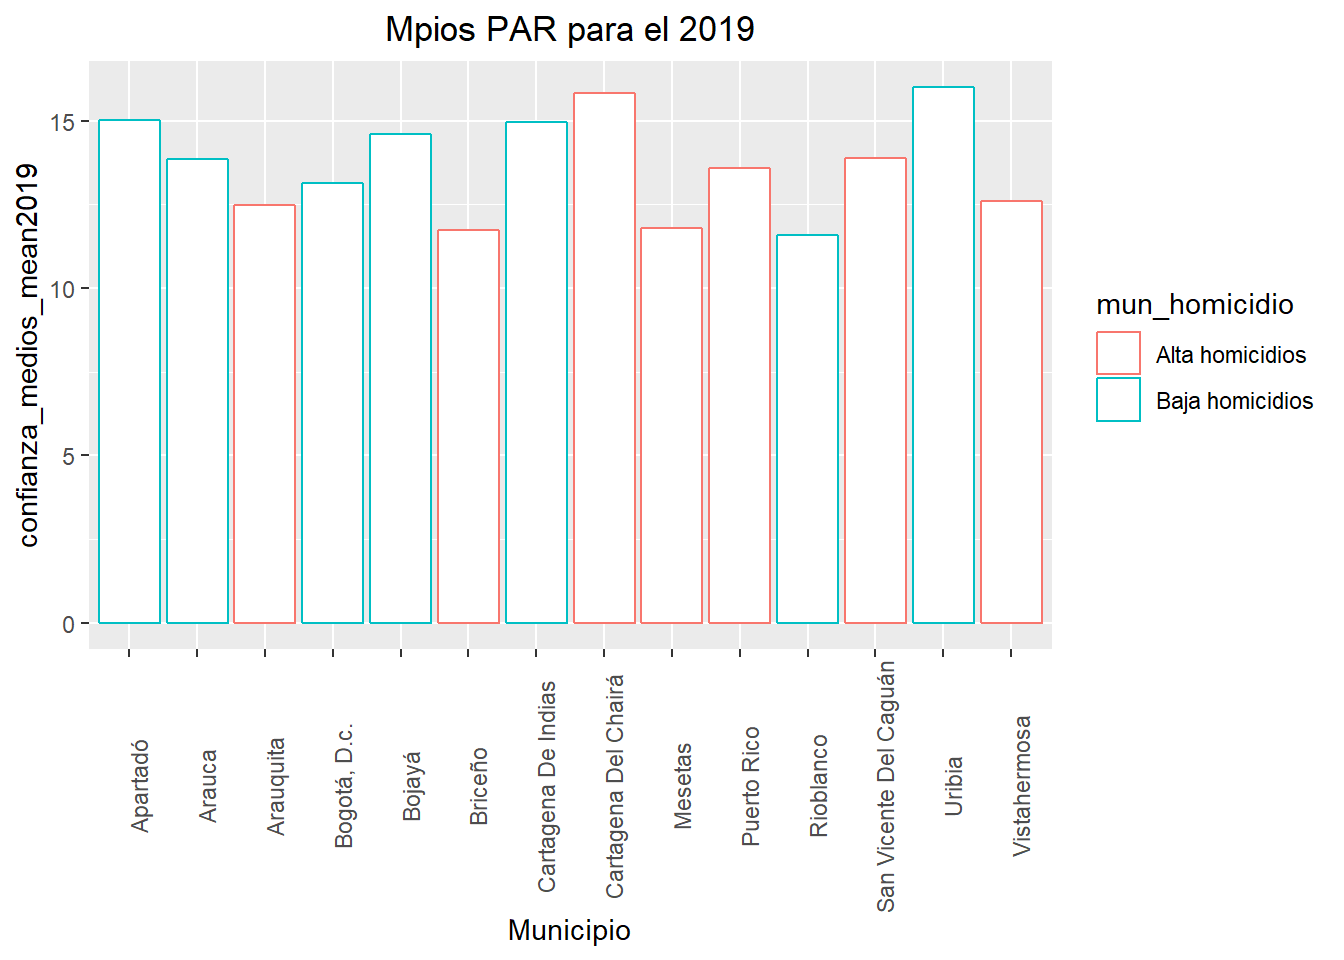 Mpios PAR para el 2019
confianza_medios_mean2019
15
10
5
0
Apartadó
Arauca
Arauquita
Bogotá, D.c.
Bojayá
Briceño
Cartagena De Indias
Cartagena Del Chairá
Mesetas
Puerto Rico
Rioblanco
San Vicente Del Caguán
Uribia
Vistahermosa
Municipio
mun_homicidio
Alta homicidios
Baja homicidios